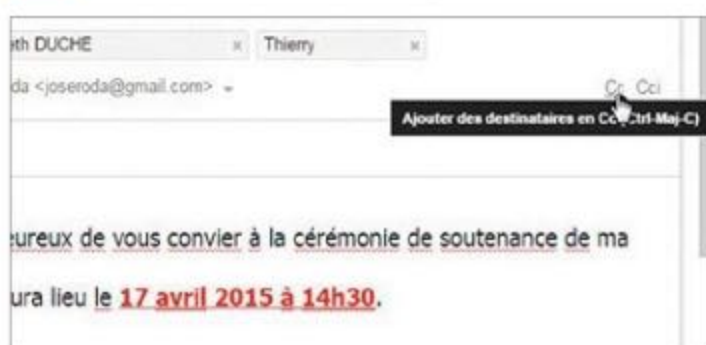 eth DUCHE × Thierry ×
da <joseroda@gmail.com>
Cc Cci
Ajouter des destinataires en Cc (Ctrl-Maj-C)
eureux de vous convier à la cérémonie de soutenance de ma
ura lieu le 17 avril 2015 à 14h30.